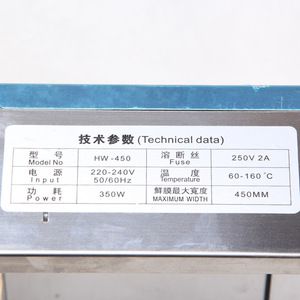 技术参数(Technical data)
型号 HW-450 溶断丝 250V 2A
Model No Fuse
电源 220-240V 温度 60-160℃
Input 50/60Hz Temperature
功耗 350W 鲜膜最大宽度 450MM
Power MAXIMUM WIDTH